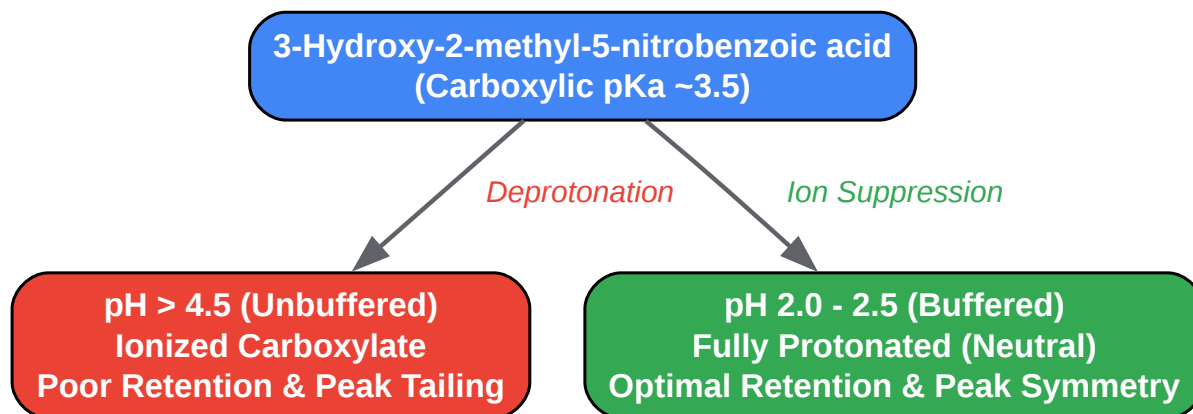 3-Hydroxy-2-methyl-5-nitrobenzoic acid
(Carboxylic pKa ~3.5)
Deprotonation
Ion Suppression
pH > 4.5 (Unbuffered)
Ionized Carboxylate
Poor Retention & Peak Tailing
pH 2.0 - 2.5 (Buffered)
Fully Protonated (Neutral)
Optimal Retention & Peak Symmetry